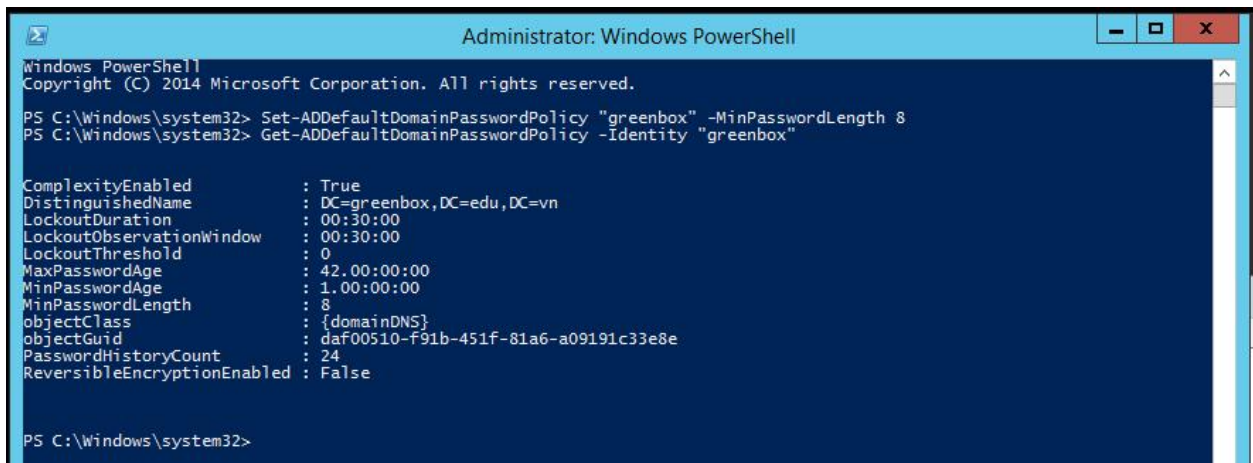 Administrator: Windows PowerShell
Windows PowerShell
Copyright (C) 2014 Microsoft Corporation. All rights reserved.
PS C:\Windows\system32> Set-ADDefaultDomainPasswordPolicy "greenbox" -MinPasswordLength 8
PS C:\Windows\system32> Get-ADDefaultDomainPasswordPolicy -Identity "greenbox"
ComplexityEnabled : True
DistinguishedName : DC=greenbox,DC=edu,DC=vn
LockoutDuration : 00:30:00
LockoutObservationWindow : 00:30:00
LockoutThreshold : 0
MaxPasswordAge : 42.00:00:00
MinPasswordAge : 1.00:00:00
MinPasswordLength : 8
objectClass : {domainDNS}
objectGuid : daf00510-f91b-451f-81a6-a09191c33e8e
PasswordHistoryCount : 24
ReversibleEncryptionEnabled : False
PS C:\Windows\system32>